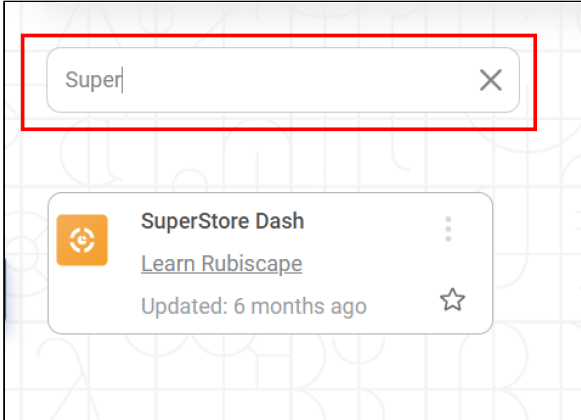 Super
SuperStore Dash
Learn Rubiscape
Updated: 6 months ago